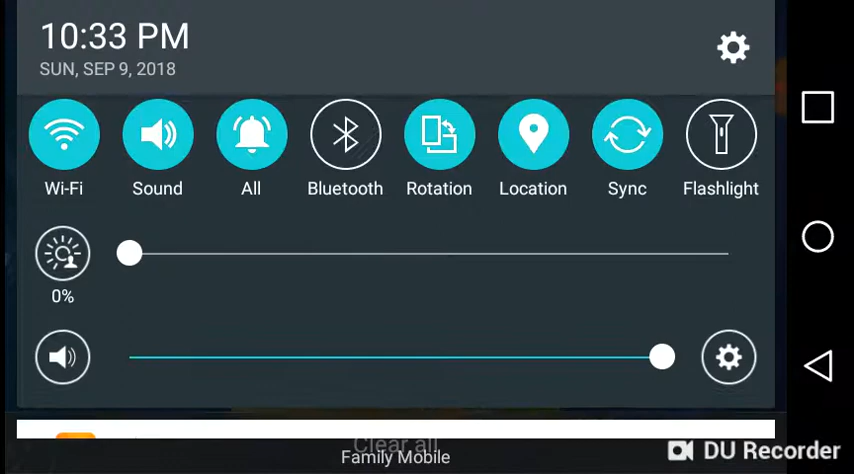 10:33 PM
SUN, SEP 9, 2018
Wi-Fi
Sound
All
Bluetooth
Rotation
Location
Sync
Flashlight
0%
Clear all
Family Mobile
DU Recorder